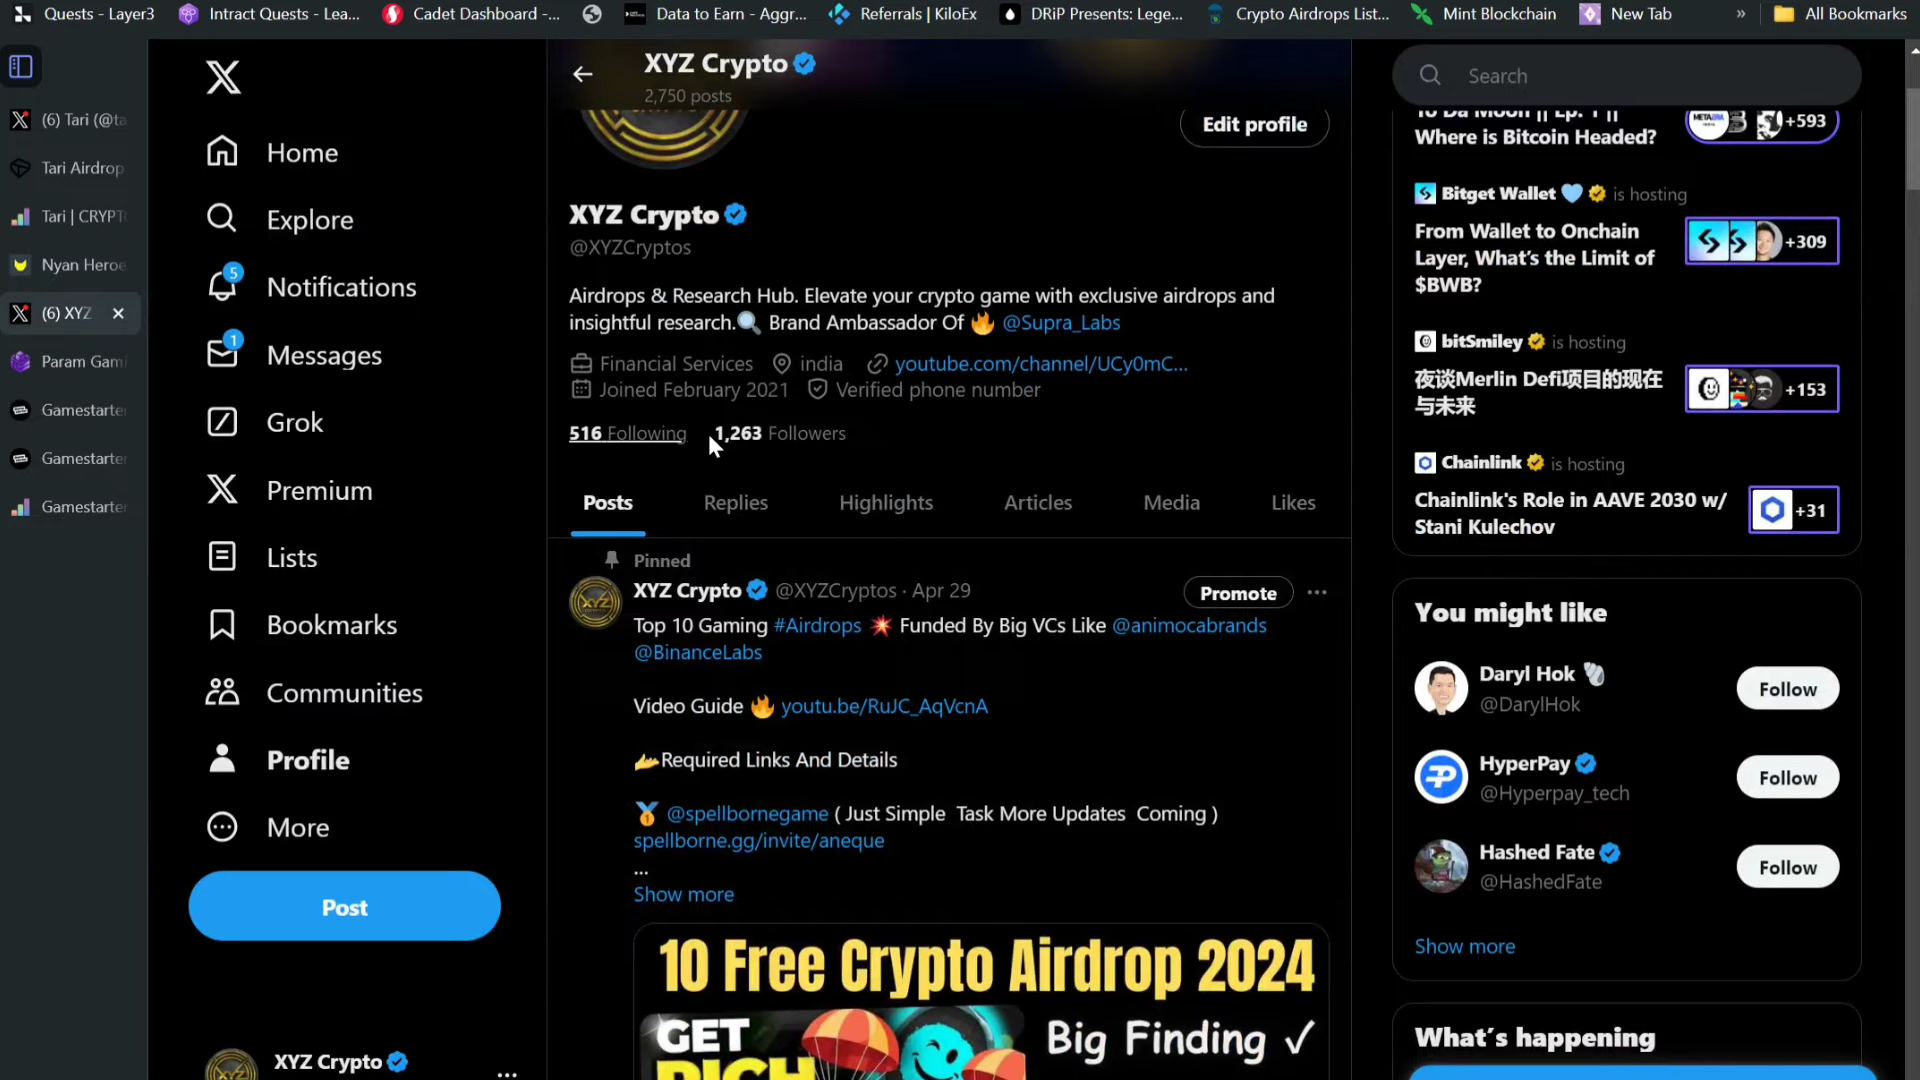 Quests - Layer3
Intract Quests - Lea...
Cadet Dashboard -...
Data to Earn - Aggr...
Referrals | KiloEx
DRiP Presents: Lege...
Crypto Airdrops List...
Mint Blockchain
New Tab
»
All Bookmarks
(6) Tari (@ta
Tari Airdrop
Tari | CRYPT
Nyan Heroe
(6) XYZ
Param Gami
Gamestarte
Gamestarte
Gamestarte
Home
Explore
5
Notifications
1
Messages
Grok
Premium
Lists
Bookmarks
Communities
Profile
More
Post
XYZ Crypto
XYZ Crypto
2,750 posts
Edit profile
XYZ Crypto
@XYZCryptos
Airdrops & Research Hub. Elevate your crypto game with exclusive airdrops and
insightful research.🔍 Brand Ambassador Of 🔥 @Supra_Labs
Financial Services india youtube.com/channel/UCy0mC...
Joined February 2021 Verified phone number
516 Following 1,263 Followers
Posts Replies Highlights Articles Media Likes
Pinned
XYZ Crypto @XYZCryptos · Apr 29
Promote
Top 10 Gaming #Airdrops 💥 Funded By Big VCs Like @animocabrands
@BinanceLabs
Video Guide 🔥 youtu.be/RuJC_AqVcnA
🫴Required Links And Details
🥇 @spellbornegame ( Just Simple Task More Updates Coming )
spellborne.gg/invite/aneque
...
Show more
10 Free Crypto Airdrop 2024
GET
RICH
Big Finding ✓
Search
To Da Moon || Ep. 1 ||
Where is Bitcoin Headed?
+593
Bitget Wallet 🩵 is hosting
From Wallet to Onchain
Layer, What's the Limit of
$BWB?
+309
bitSmiley is hosting
夜谈Merlin Defi项目的现在
与未来
+153
Chainlink is hosting
Chainlink's Role in AAVE 2030 w/
Stani Kulechov
+31
You might like
Daryl Hok
@DarylHok
Follow
HyperPay
@Hyperpay_tech
Follow
Hashed Fate
@HashedFate
Follow
Show more
What's happening